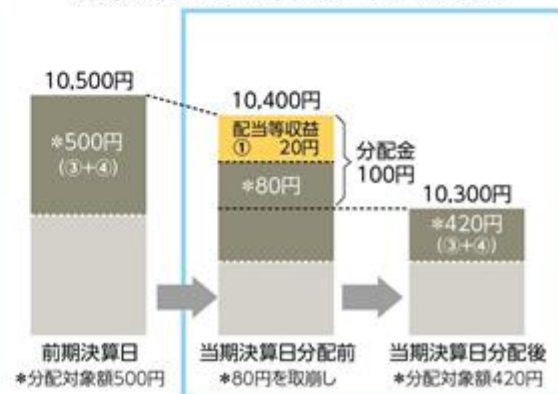 10,500円
*500円
(③+④)
前期決算日
*分配対象額500円
10,400円
配当等収益
① 20円
*80円
分配金
100円
当期決算日分配前
*80円を取崩し
10,300円
*420円
(③+④)
当期決算日分配後
*分配対象額420円